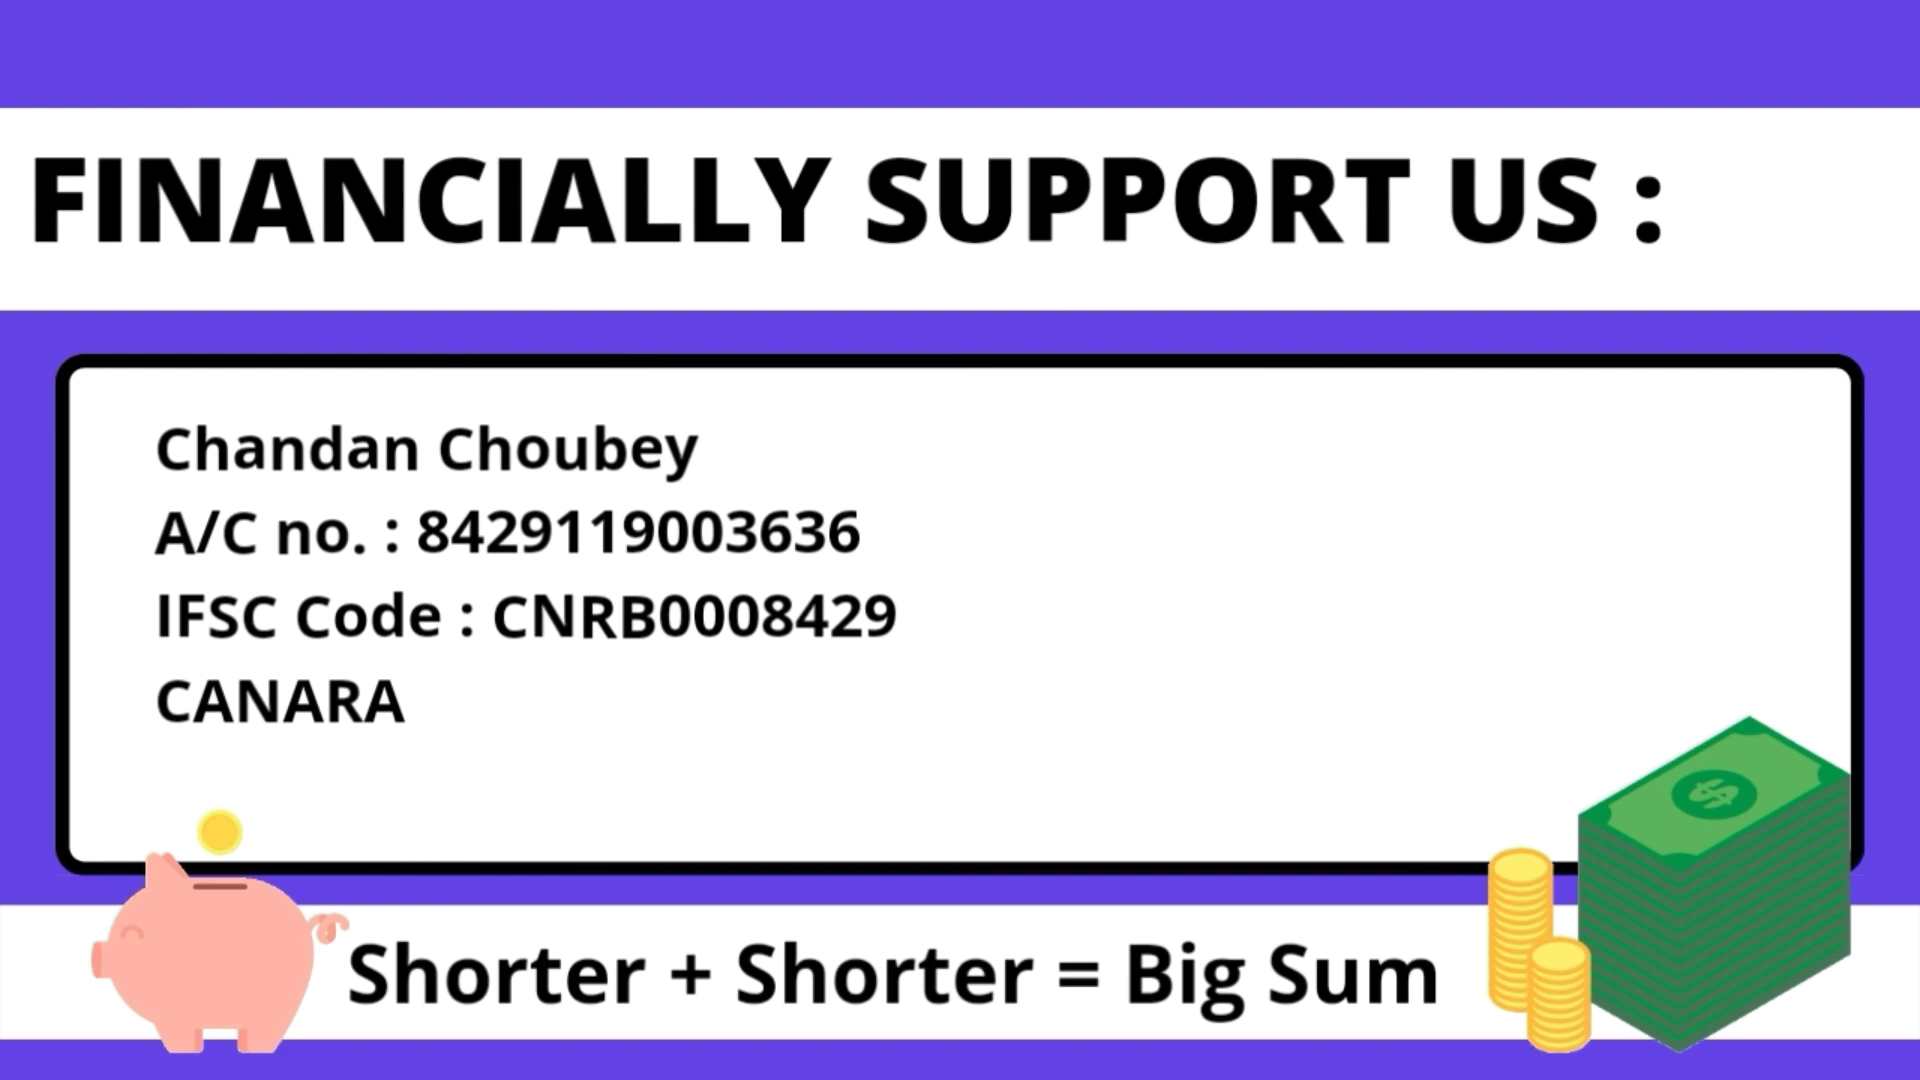 FINANCIALLY SUPPORT US :
Chandan Choubey
A/C no. : 8429119003636
IFSC Code : CNRB0008429
CANARA
Shorter + Shorter = Big Sum